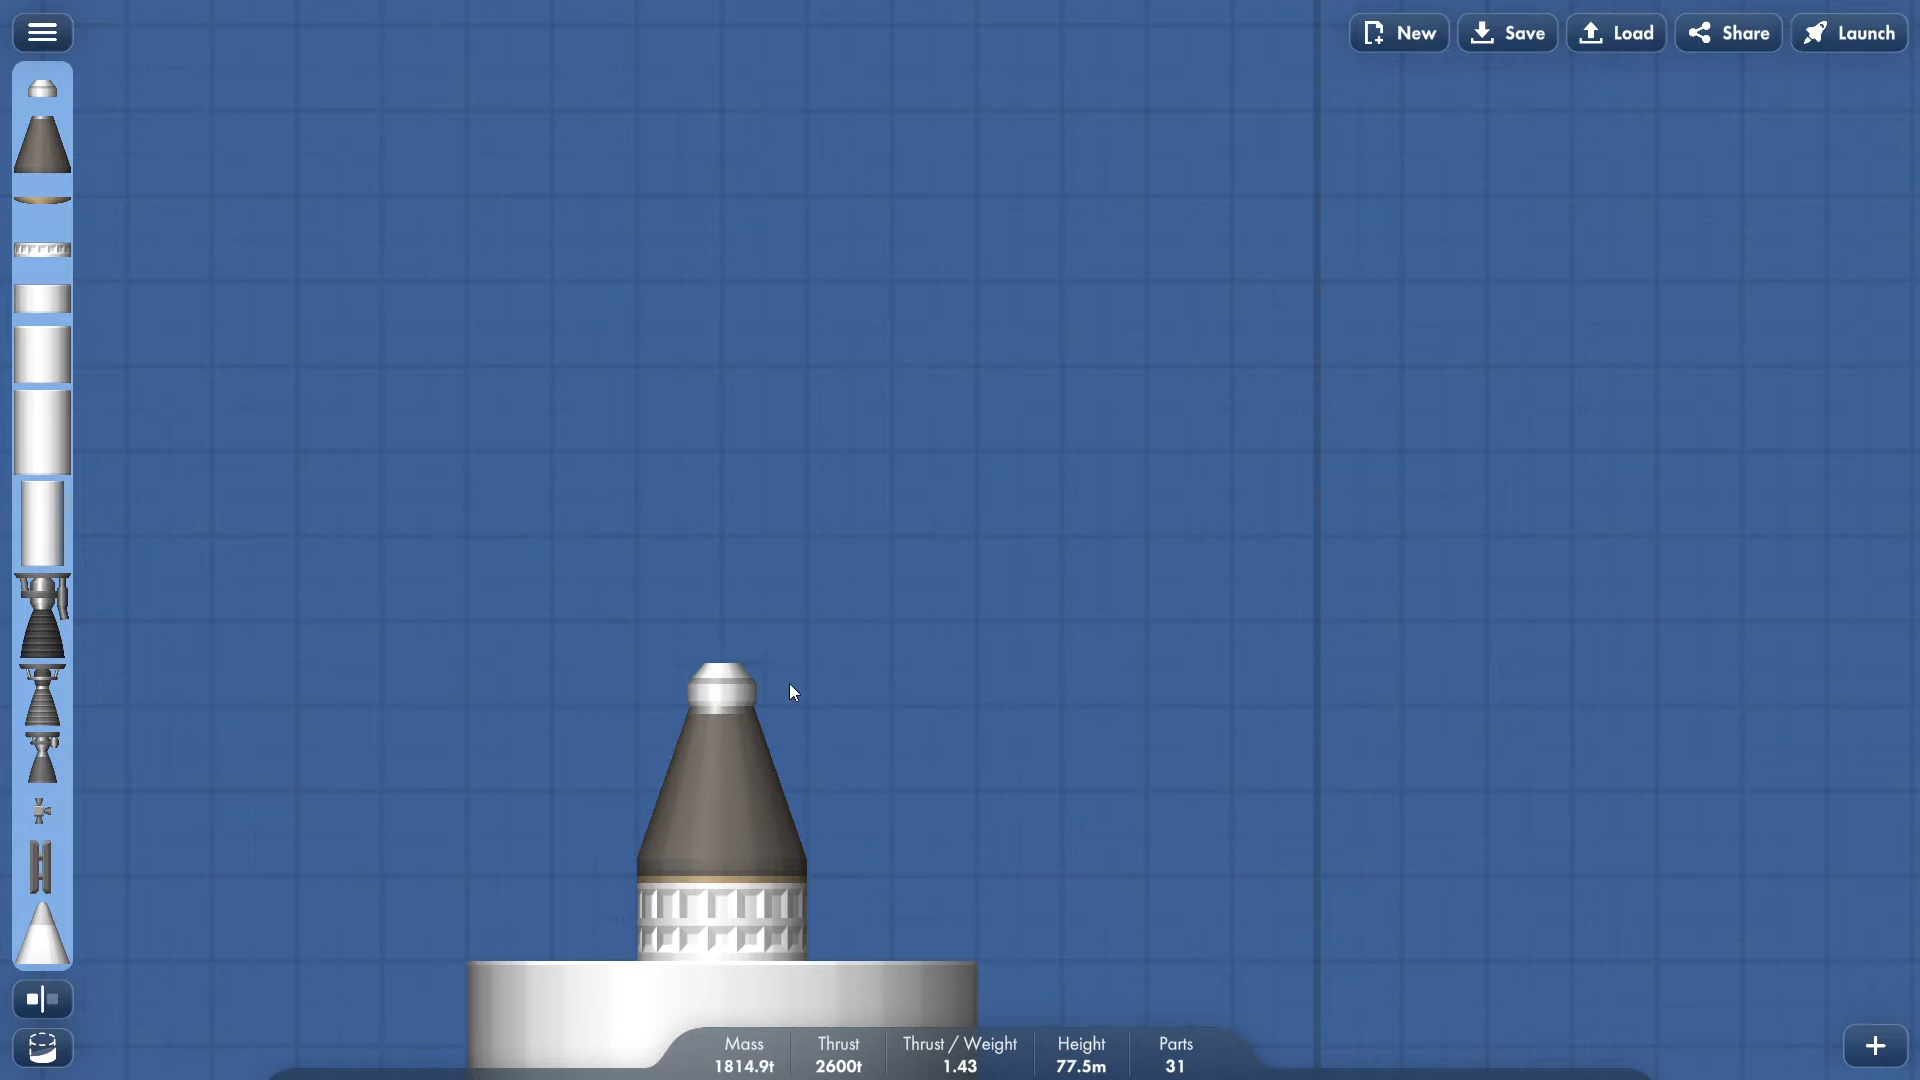 New
Save
Load
Share
Launch
Mass
Thrust
Thrust / Weight
Height
Parts
1814.9t
2600t
1.43
77.5m
31